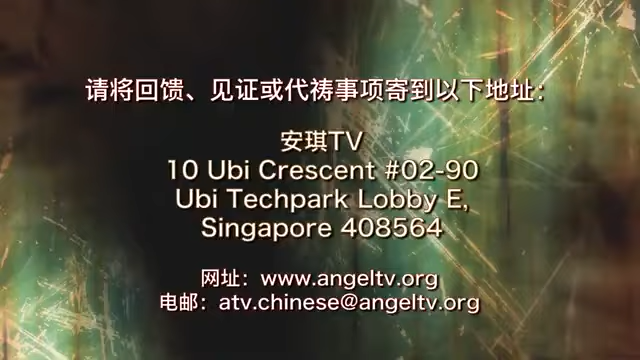 请将回馈、见证或代祷事项寄到以下地址：
安琪TV
10 Ubi Crescent #02-90
Ubi Techpark Lobby E,
Singapore 408564
网址：www.angeltv.org
电邮：atv.chinese@angeltv.org